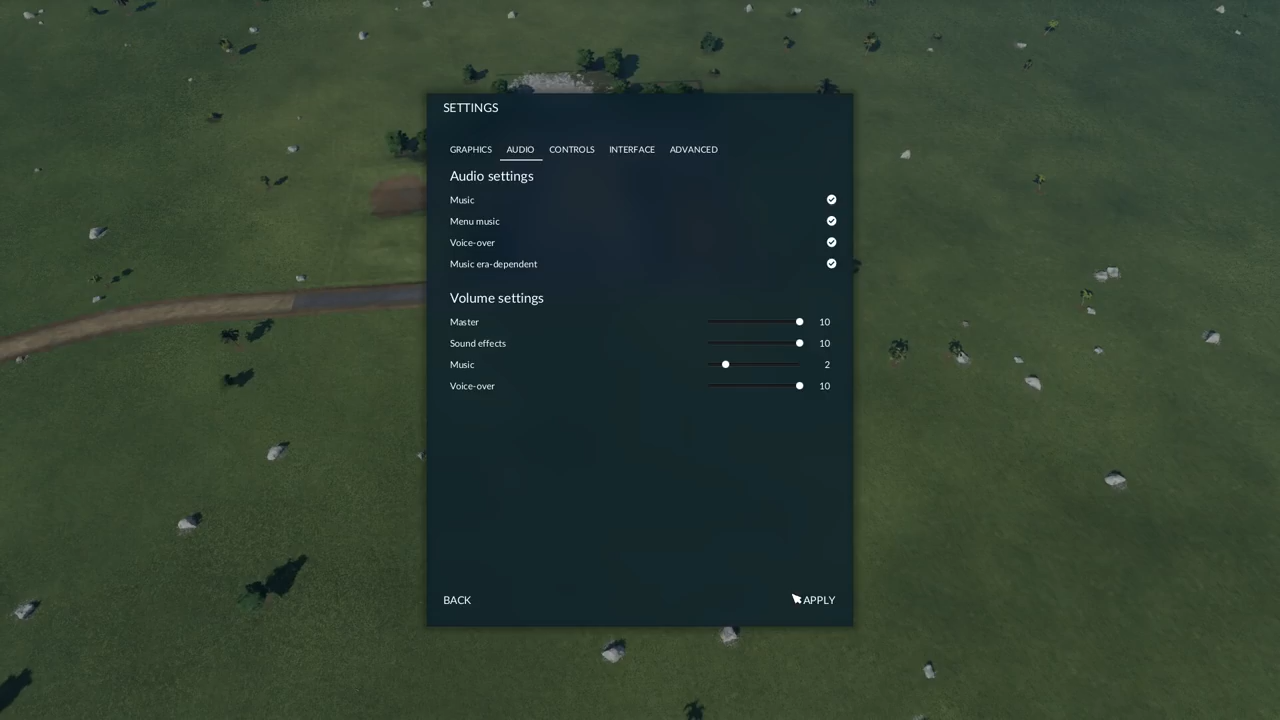 SETTINGS
GRAPHICS AUDIO CONTROLS INTERFACE ADVANCED
Audio settings
Music
Menu music
Voice-over
Music era-dependent
Volume settings
Master 10
Sound effects 10
Music 2
Voice-over 10
BACK APPLY